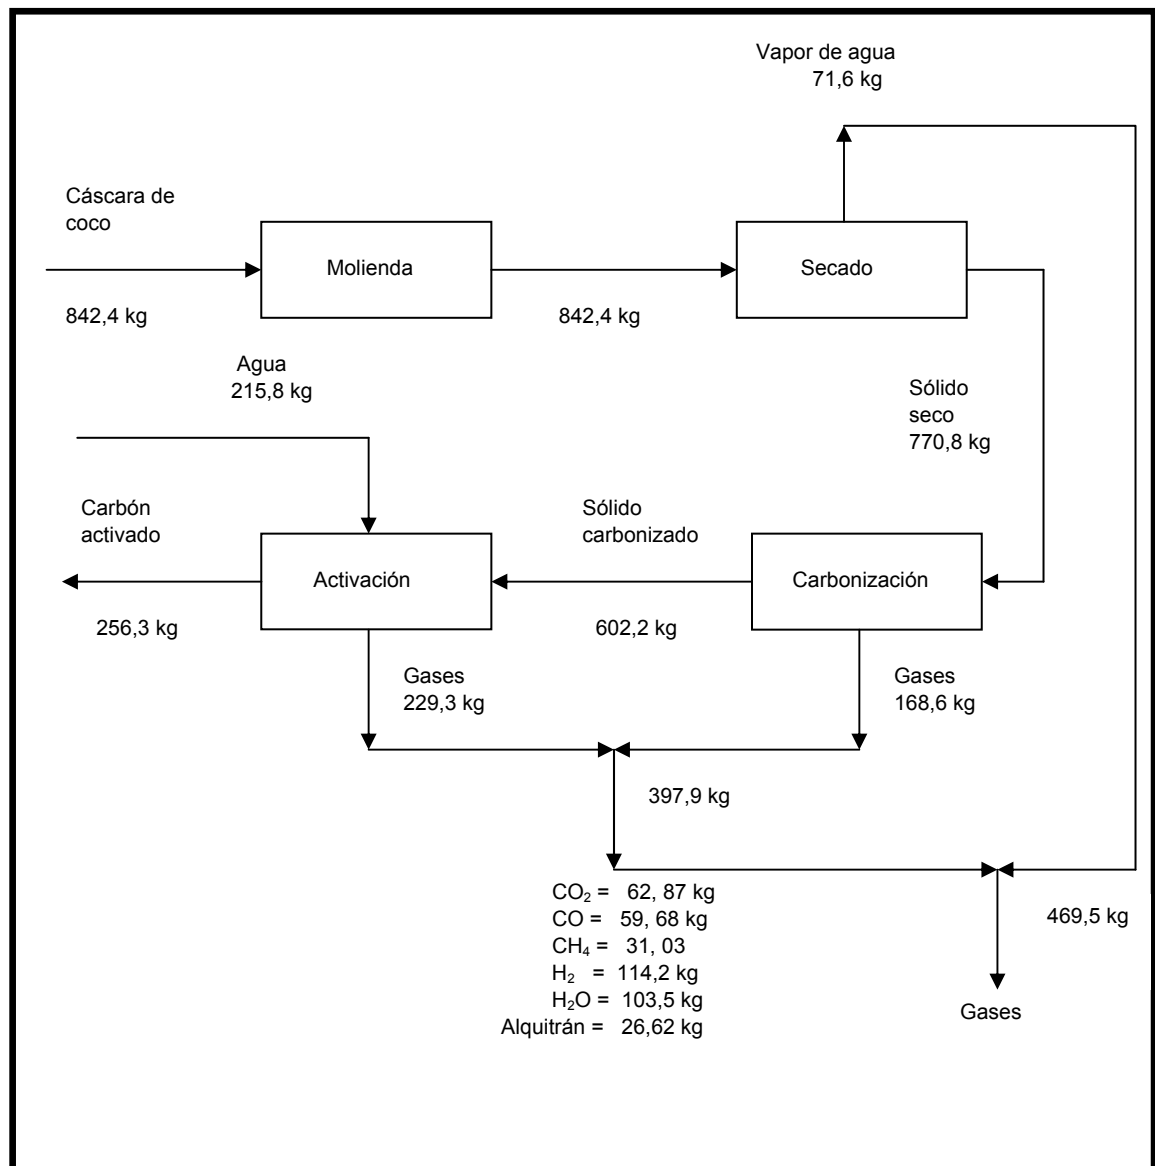 Vapor de agua
71,6 kg
Cáscara de
coco
Molienda
Secado
842,4 kg
842,4 kg
Agua
215,8 kg
Sólido
seco
770,8 kg
Carbón
activado
Sólido
carbonizado
Activación
Carbonización
256,3 kg
602,2 kg
Gases
229,3 kg
Gases
168,6 kg
397,9 kg
CO₂ = 62, 87 kg
CO = 59, 68 kg
CH₄ = 31, 03
H₂ = 114,2 kg
H₂O = 103,5 kg
Alquitrán = 26,62 kg
469,5 kg
Gases